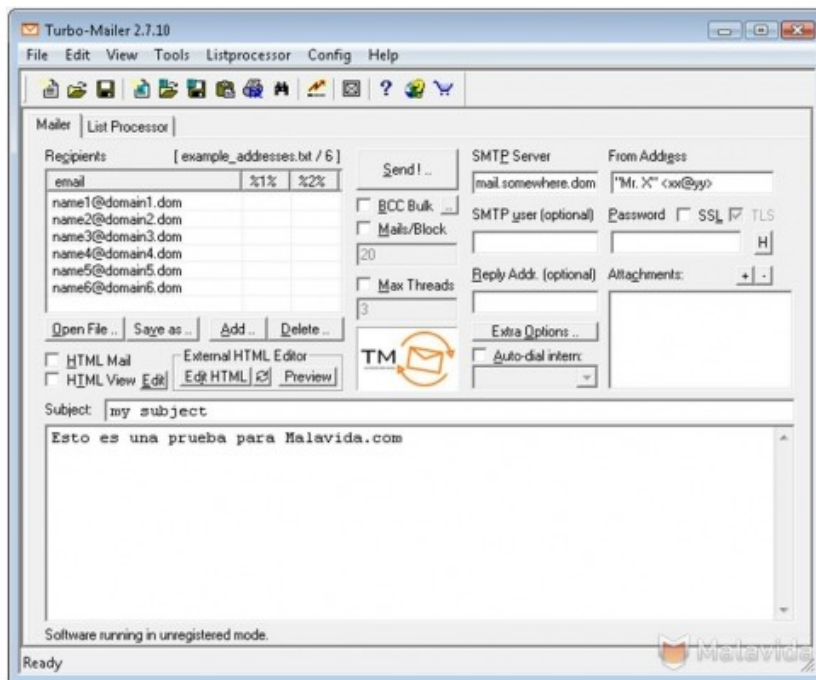 Turbo-Mailer 2.7.10
File Edit View Tools Listprocessor Config Help
Mailer List Processor
Recipients [ example_addresses.txt / 6 ]
email %1% %2%
name1@domain1.dom
name2@domain2.dom
name3@domain3.dom
name4@domain4.dom
name5@domain5.dom
name6@domain6.dom
Open File .. Save as .. Add .. Delete ..
HTML Mail
HTML View Edit
External HTML Editor
Edit HTML Preview
Send ! ..
BCC Bulk ..
Mails/Block
20
Max Threads
3
TM
SMTP Server From Address
mail.somewhere.dom "Mr. X" <xx@yy>
SMTP user (optional) Password SSL TLS
H
Reply Addr. (optional) Attachments: + -
Extra Options ..
Auto-dial intern:
Subject: my subject
Esto es una prueba para Malavida.com
Software running in unregistered mode.
Ready
Malavida